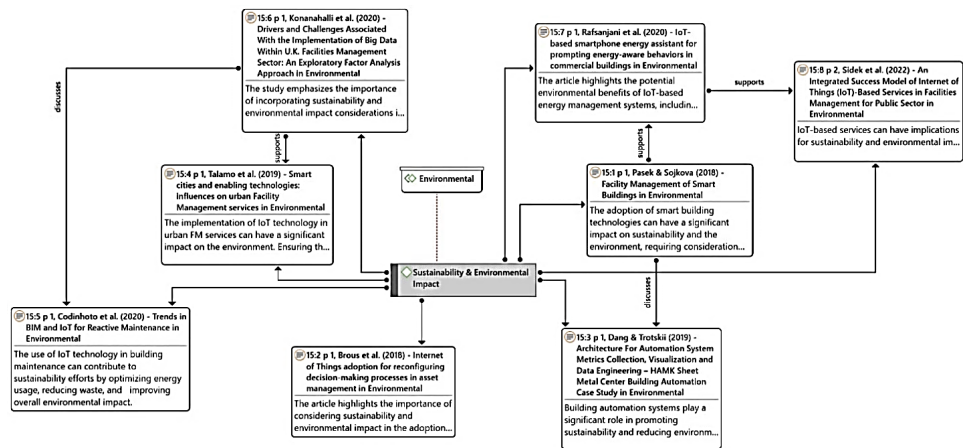 15:6 p 1, Konanahalli et al. (2020) -
Drivers and Challenges Associated
With the Implementation of Big Data
Within U.K. Facilities Management
Sector: An Exploratory Factor Analysis
Approach in Environmental
The study emphasizes the importance
of incorporating sustainability and
environmental impact considerations i...
15:7 p 1, Rafsanjani et al. (2020) - IoT-
based smartphone energy assistant for
prompting energy-aware behaviors in
commercial buildings in Environmental
The article highlights the potential
environmental benefits of IoT-based
energy management systems, includin...
supports
15:8 p 2, Sidek et al. (2022) - An
Integrated Success Model of Internet of
Things (IoT)-Based Services in Facilities
Management for Public Sector in
Environmental
IoT-based services can have implications
for sustainability and environmental im...
discusses
supports
supports
15:4 p 1, Talamo et al. (2019) - Smart
cities and enabling technologies:
Influences on urban Facility
Management services in Environmental
The implementation of IoT technology in
urban FM services can have a significant
impact on the environment. Ensuring th...
Environmental
15:1 p 1, Pasek & Sojkova (2018) -
Facility Management of Smart
Buildings in Environmental
The adoption of smart building
technologies can have a significant
impact on sustainability and the
environment, requiring consideration...
Sustainability & Environmental
Impact
discusses
15:5 p 1, Codinhoto et al. (2020) - Trends in
BIM and IoT for Reactive Maintenance in
Environmental
The use of IoT technology in building
maintenance can contribute to
sustainability efforts by optimizing energy
usage, reducing waste, and improving
overall environmental impact.
15:2 p 1, Brous et al. (2018) - Internet
of Things adoption for reconfiguring
decision-making processes in asset
management in Environmental
The article highlights the importance of
considering sustainability and
environmental impact in the adoption...
15:3 p 1, Dang & Trotskii (2019) -
Architecture For Automation System
Metrics Collection, Visualization and
Data Engineering – HAMK Sheet
Metal Center Building Automation
Case Study in Environmental
Building automation systems play a
significant role in promoting
sustainability and reducing environm...